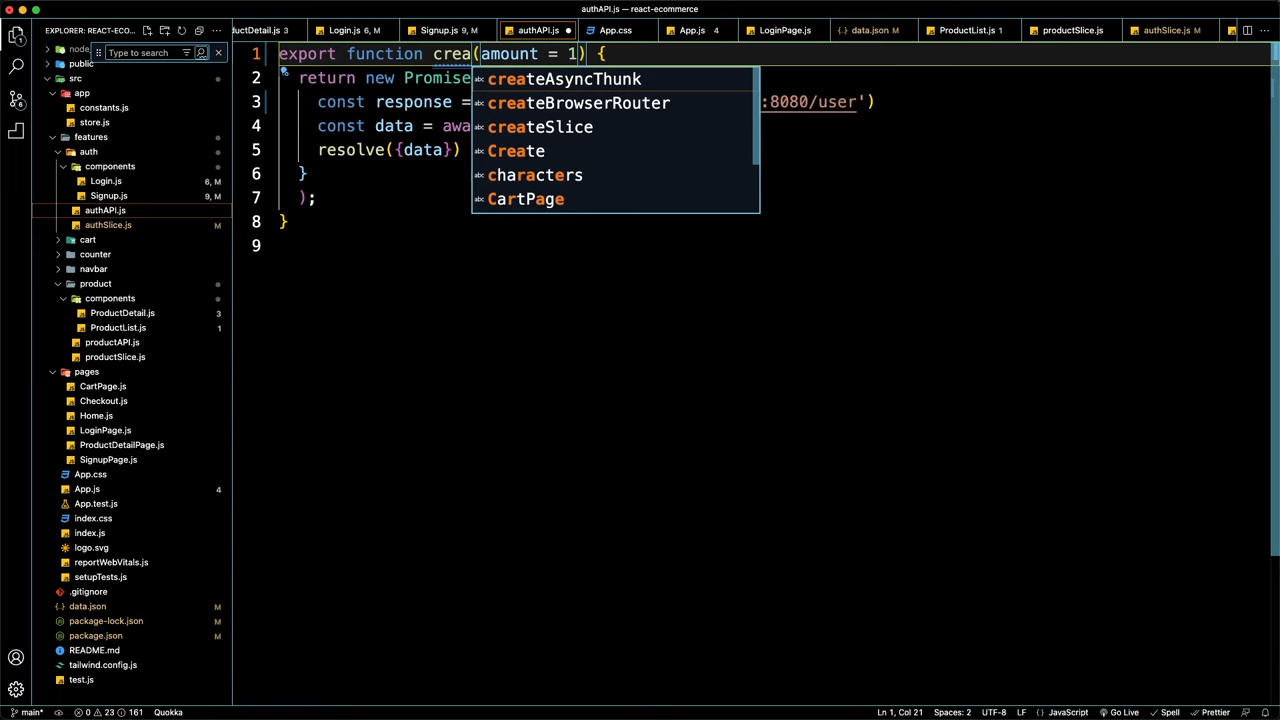 authAPI.js — react-ecommerce
EXPLORER: REACT-ECO...
ductDetail.js 3
Login.js 6, M
Signup.js 9, M
authAPI.js
App.css
App.js 4
LoginPage.js
data.json M
ProductList.js 1
productSlice.js
authSlice.js M
node
Type to search
public
src
app
constants.js
store.js
features
auth
components
Login.js 6, M
Signup.js 9, M
authAPI.js
authSlice.js M
cart
counter
navbar
product
components
ProductDetail.js 3
ProductList.js 1
productAPI.js
productSlice.js
pages
CartPage.js
Checkout.js
Home.js
LoginPage.js
ProductDetailPage.js
SignupPage.js
App.css
App.js 4
App.test.js
index.css
index.js
logo.svg
reportWebVitals.js
setupTests.js
.gitignore
data.json M
package-lock.json M
package.json M
README.md
tailwind.config.js
test.js
1 export function crea(amount = 1) {
2 return new Promise
3 const response = :8080/user')
4 const data = awa
5 resolve({data})
6 }
7 );
8 }
9
createAsyncThunk
createBrowserRouter
createSlice
Create
characters
CartPage
main* 0 23 161 Quokka
Ln 1, Col 21 Spaces: 2 UTF-8 LF { } JavaScript Go Live Spell Prettier